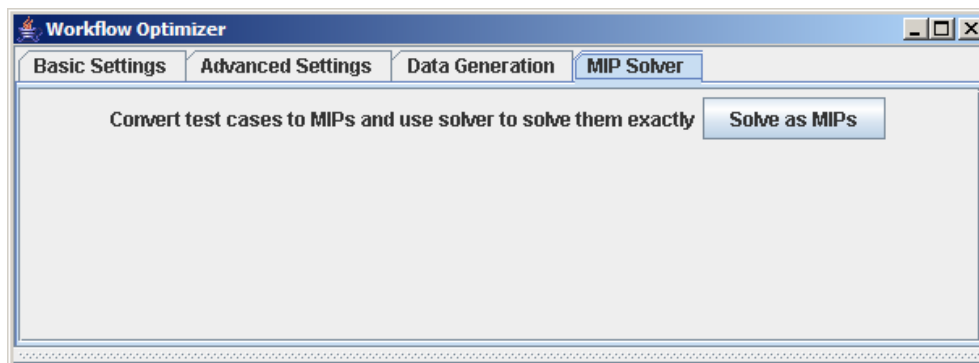 Workflow Optimizer
Basic Settings Advanced Settings Data Generation MIP Solver
Convert test cases to MIPs and use solver to solve them exactly Solve as MIPs